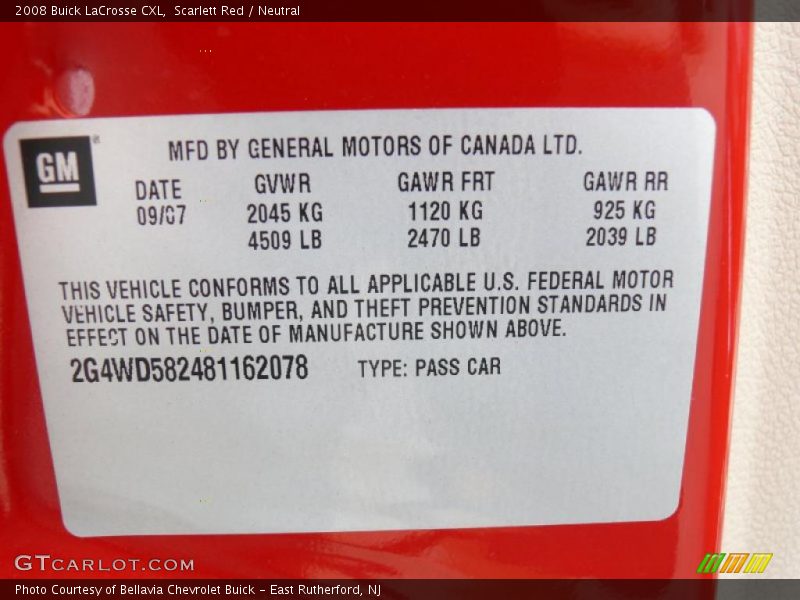 2008 Buick LaCrosse CXL, Scarlett Red / Neutral
GM
MFD BY GENERAL MOTORS OF CANADA LTD.
DATE GVWR GAWR FRT GAWR RR
09/07 2045 KG 1120 KG 925 KG
4509 LB 2470 LB 2039 LB
THIS VEHICLE CONFORMS TO ALL APPLICABLE U.S. FEDERAL MOTOR
VEHICLE SAFETY, BUMPER, AND THEFT PREVENTION STANDARDS IN
EFFECT ON THE DATE OF MANUFACTURE SHOWN ABOVE.
2G4WD582481162078 TYPE: PASS CAR
GTCARLOT.COM
Photo Courtesy of Bellavia Chevrolet Buick - East Rutherford, NJ